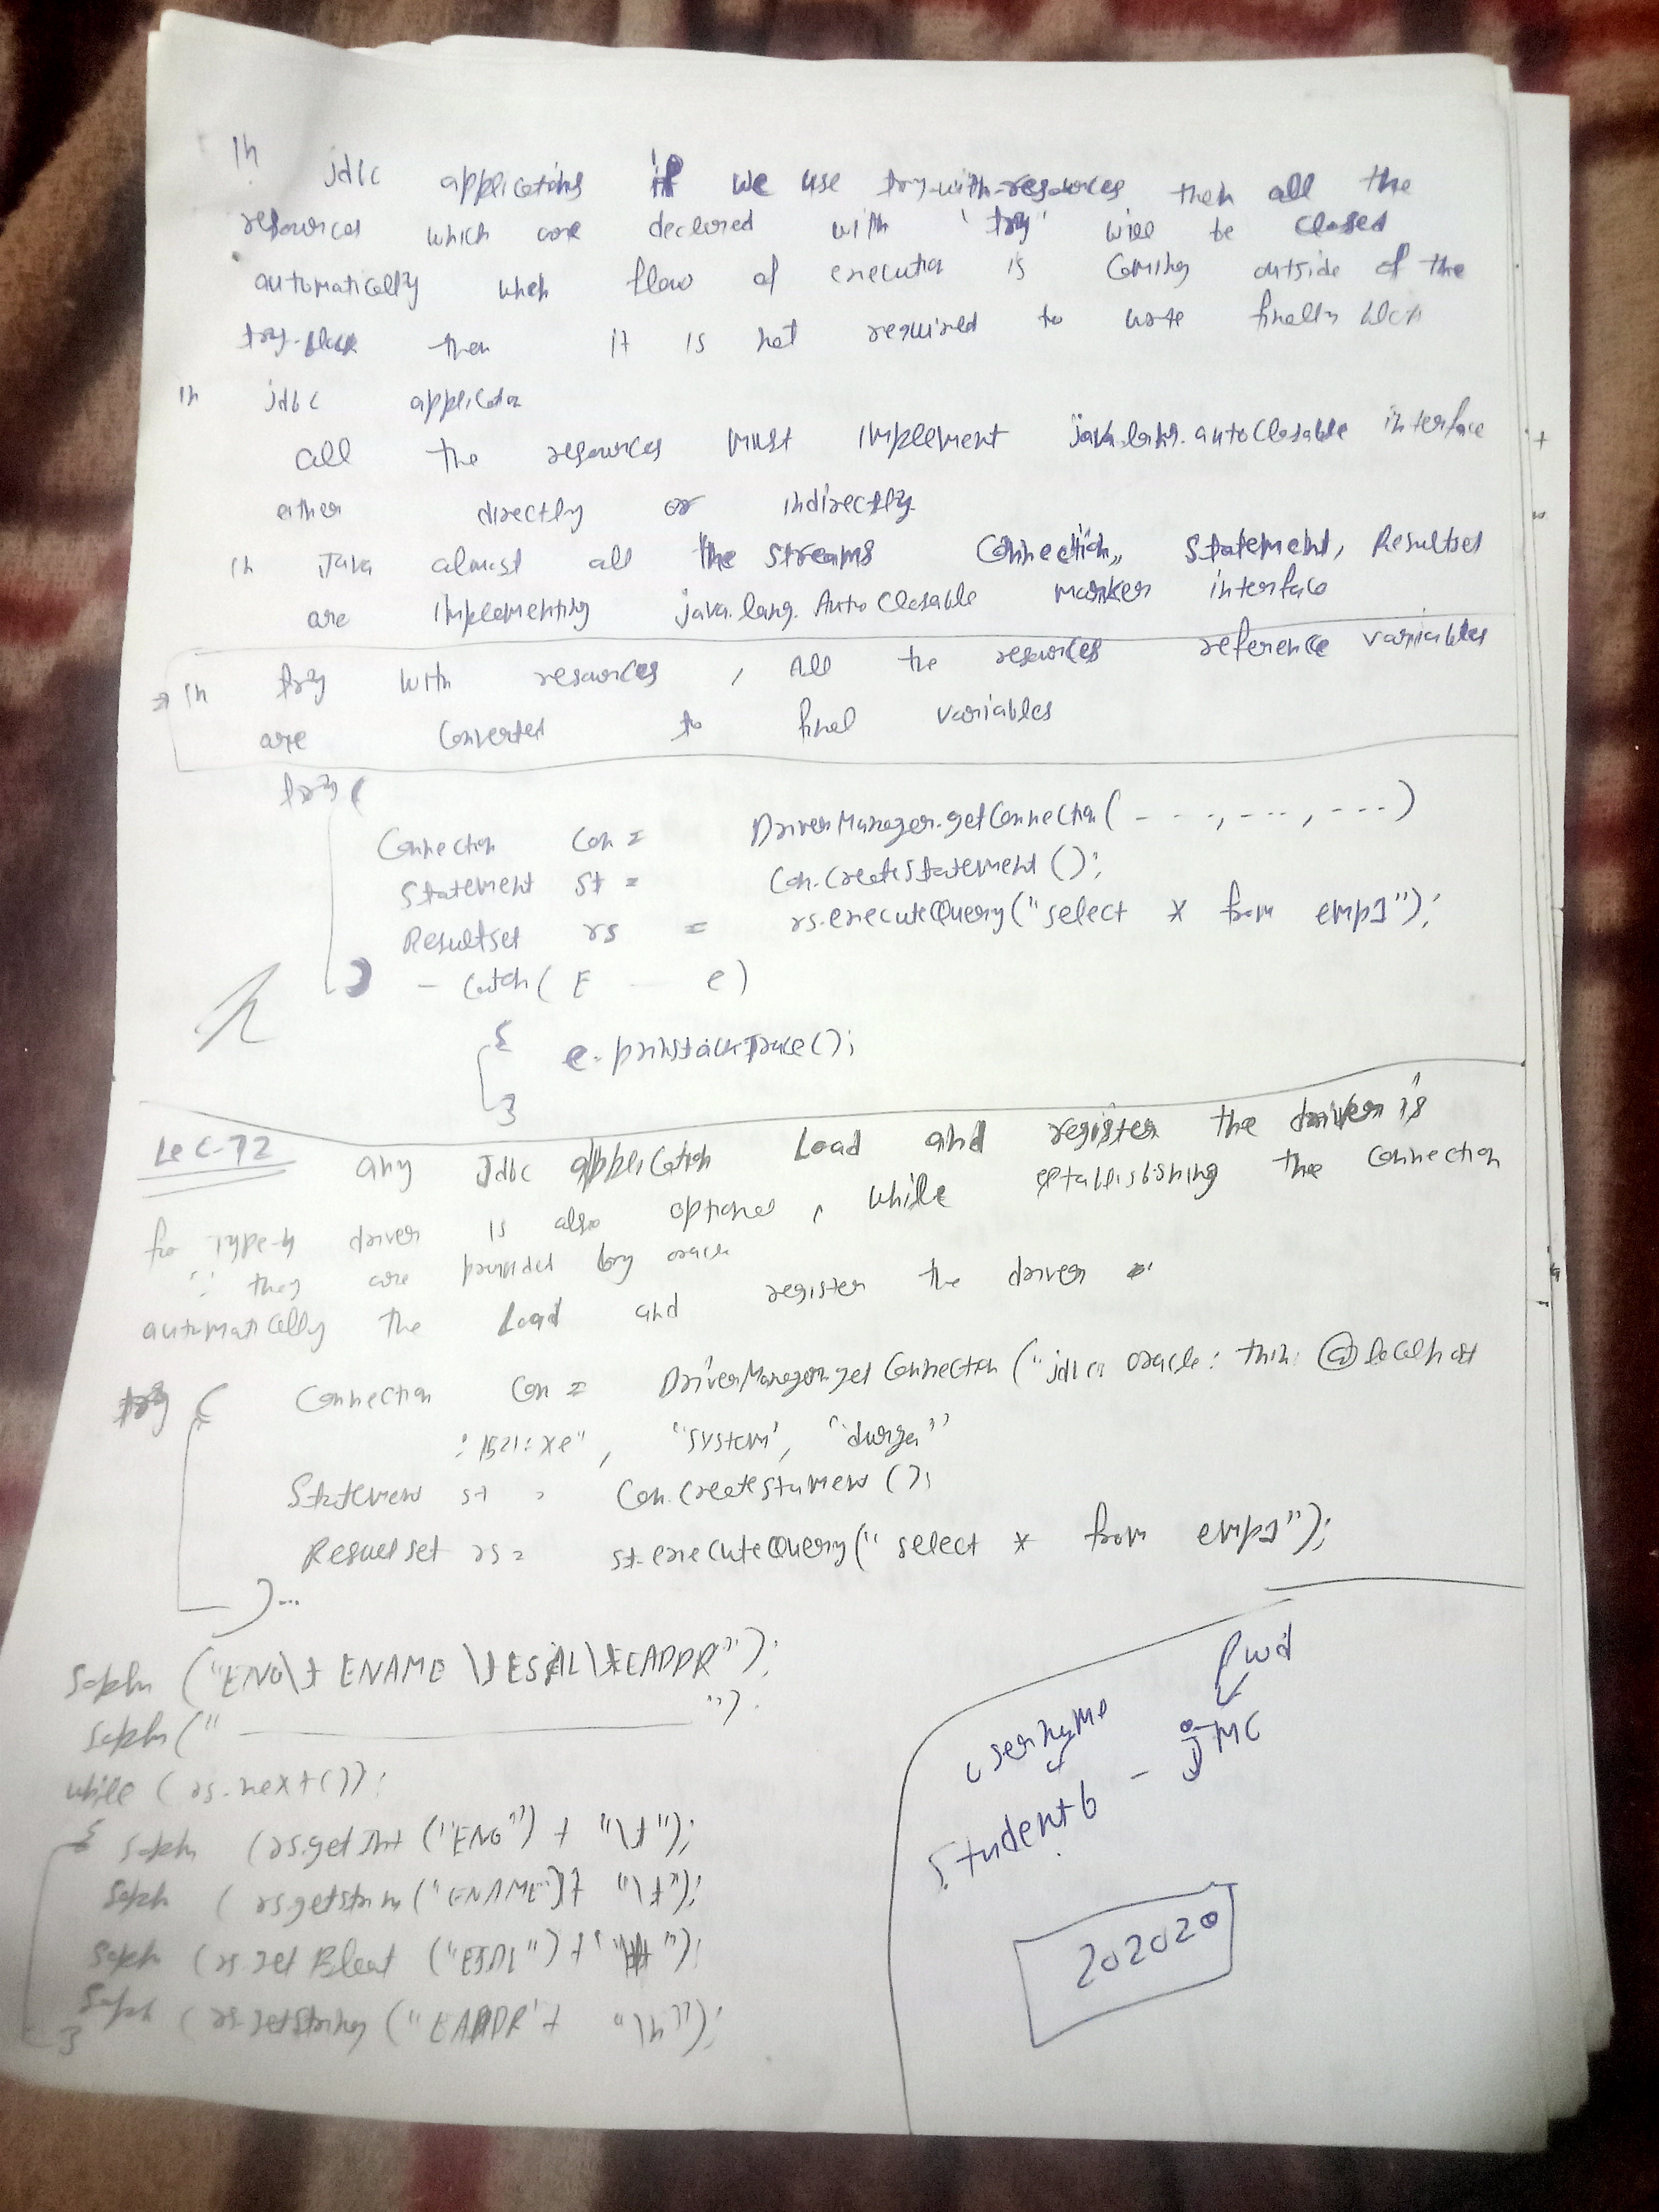 In jdbc applications if we use try-with-resources then all the
resources which are declared with 'try' will be closed
automatically when flow of execution is coming outside of the
try-block then it is not required to write finally block
in jdbc application
all the resources must implement java.lang.autoClosable interface
either directly or indirectly.
in Java almost all the streams Connection, Statement, Resultset
are implementing java.lang.AutoClosable marker interface
→ in try with resources, All the resources reference variables
are converted to final variables
try (
Connection con = DriverManager.getConnection( - - - -, - - -, - - - )
Statement st = Con.createStatement();
Resultset rs = rs.executeQuery("select * from emp1");
) - Catch( E -- e)
{ e.printStackTrace();
}
Lec-72 any Jdbc application Load and register the driver is
for Type-4 driver is also optional, while establishing the connection
∵ they are provided by oracle
automatically the Load and register the driver
try ( Connection Con = DriverManager.get Connection ("jdbc: oracle: thin: @localhost
:1521:xe", "system", "durga"
Statement st = Con.createStatement();
Resultset rs = st.executeQuery("select * from emp1");
)...
Sopln ("ENO\t ENAME \t ESAL\tEADDR");
sopln(" ————— ");
while (rs.next());
{ sopln (rs.getInt ("ENO") + "\t");
sopln (rs.getString("ENAME")+ "\t");
sopln (rs.get Float ("ESAL") + " ");
sopln (rs.getString ("EADDR"+ "\n"));
}
username Pwd
Student6 - jMC
202020